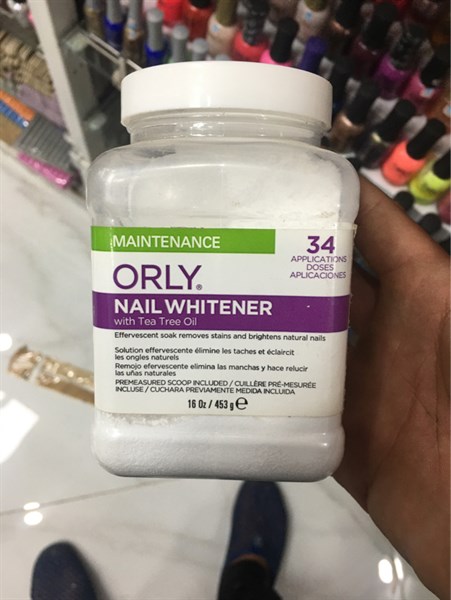 MAINTENANCE
34
APPLICATIONS
DOSES
APLICACIONES
ORLY®
NAIL WHITENER
with Tea Tree Oil
Effervescent soak removes stains and brightens natural nails
Solution effervescente élimine les taches et éclaircit
les ongles naturels
Remojo efervescente elimina las manchas y hace relucir
las uñas naturales
PREMEASURED SCOOP INCLUDED / CUILLÈRE PRÉ-MESURÉE
INCLUSE / CUCHARA PREVIAMENTE MEDIDA INCLUIDA
16 Oz / 453 g ℮